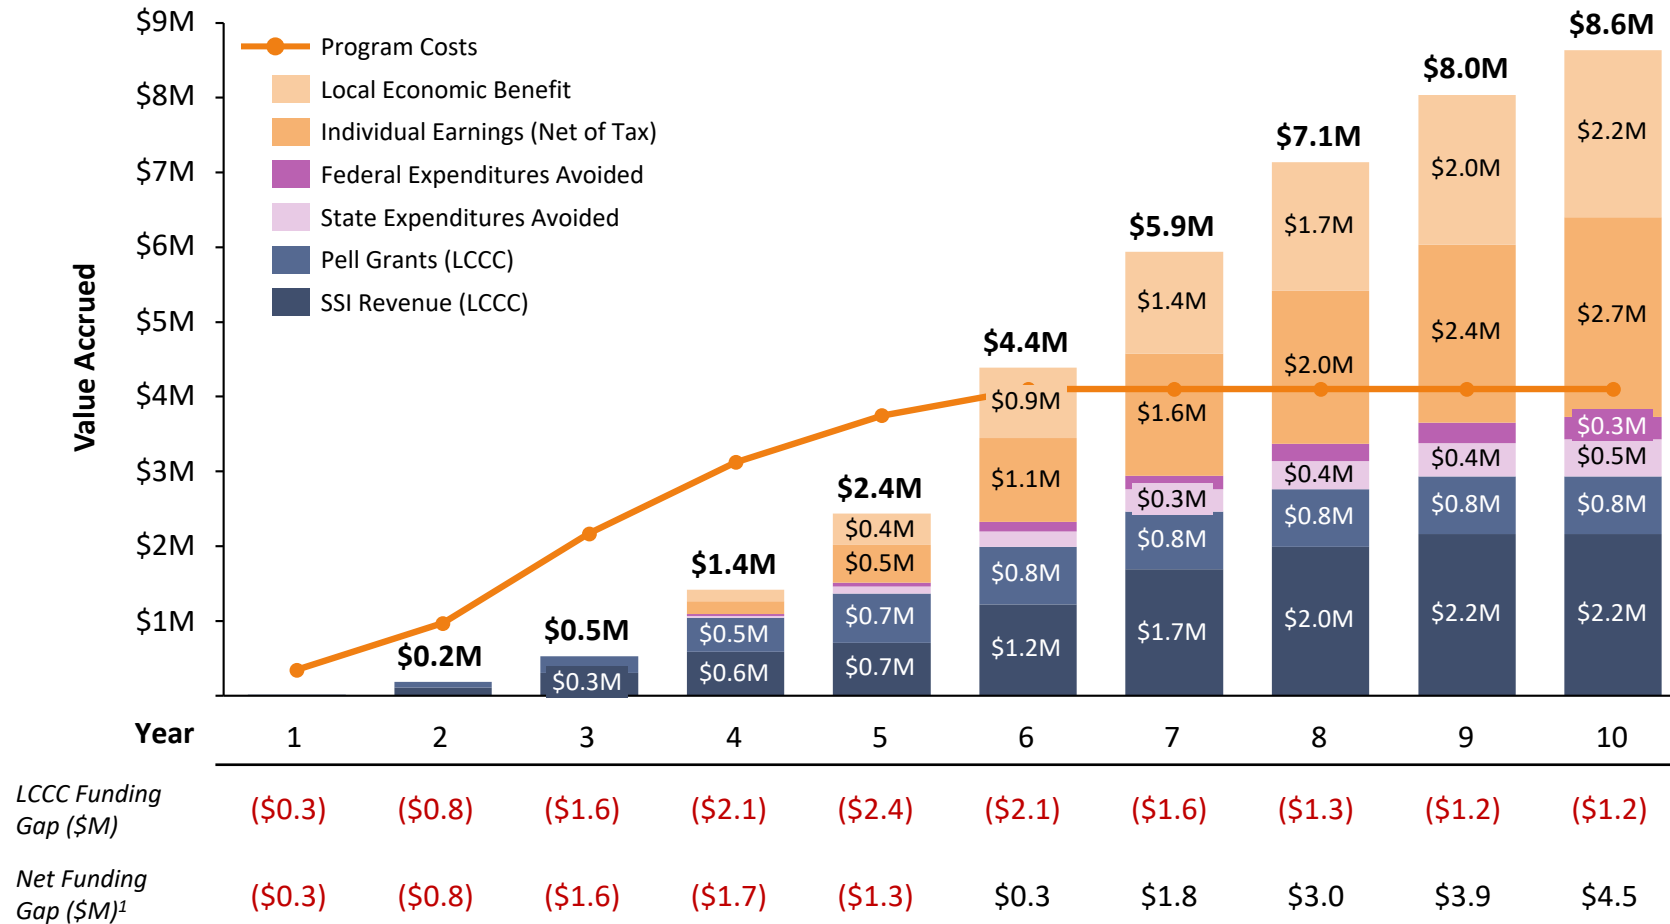 $9M
$8M
$7M
$6M
$5M
$4M
$3M
$2M
$1M
Value Accrued
Program Costs
Local Economic Benefit
Individual Earnings (Net of Tax)
Federal Expenditures Avoided
State Expenditures Avoided
Pell Grants (LCCC)
SSI Revenue (LCCC)
$0.2M
$0.5M
$0.3M
$1.4M
$0.5M
$0.6M
$2.4M
$0.4M
$0.5M
$0.7M
$0.7M
$4.4M
$0.9M
$1.1M
$0.8M
$1.2M
$5.9M
$1.4M
$1.6M
$0.3M
$0.8M
$1.7M
$7.1M
$1.7M
$2.0M
$0.4M
$0.8M
$2.0M
$8.0M
$2.0M
$2.4M
$0.4M
$0.8M
$2.2M
$8.6M
$2.2M
$2.7M
$0.3M
$0.5M
$0.8M
$2.2M
Year 1 2 3 4 5 6 7 8 9 10
LCCC Funding
Gap ($M) ($0.3) ($0.8) ($1.6) ($2.1) ($2.4) ($2.1) ($1.6) ($1.3) ($1.2) ($1.2)
Net Funding
Gap ($M)1 ($0.3) ($0.8) ($1.6) ($1.7) ($1.3) $0.3 $1.8 $3.0 $3.9 $4.5